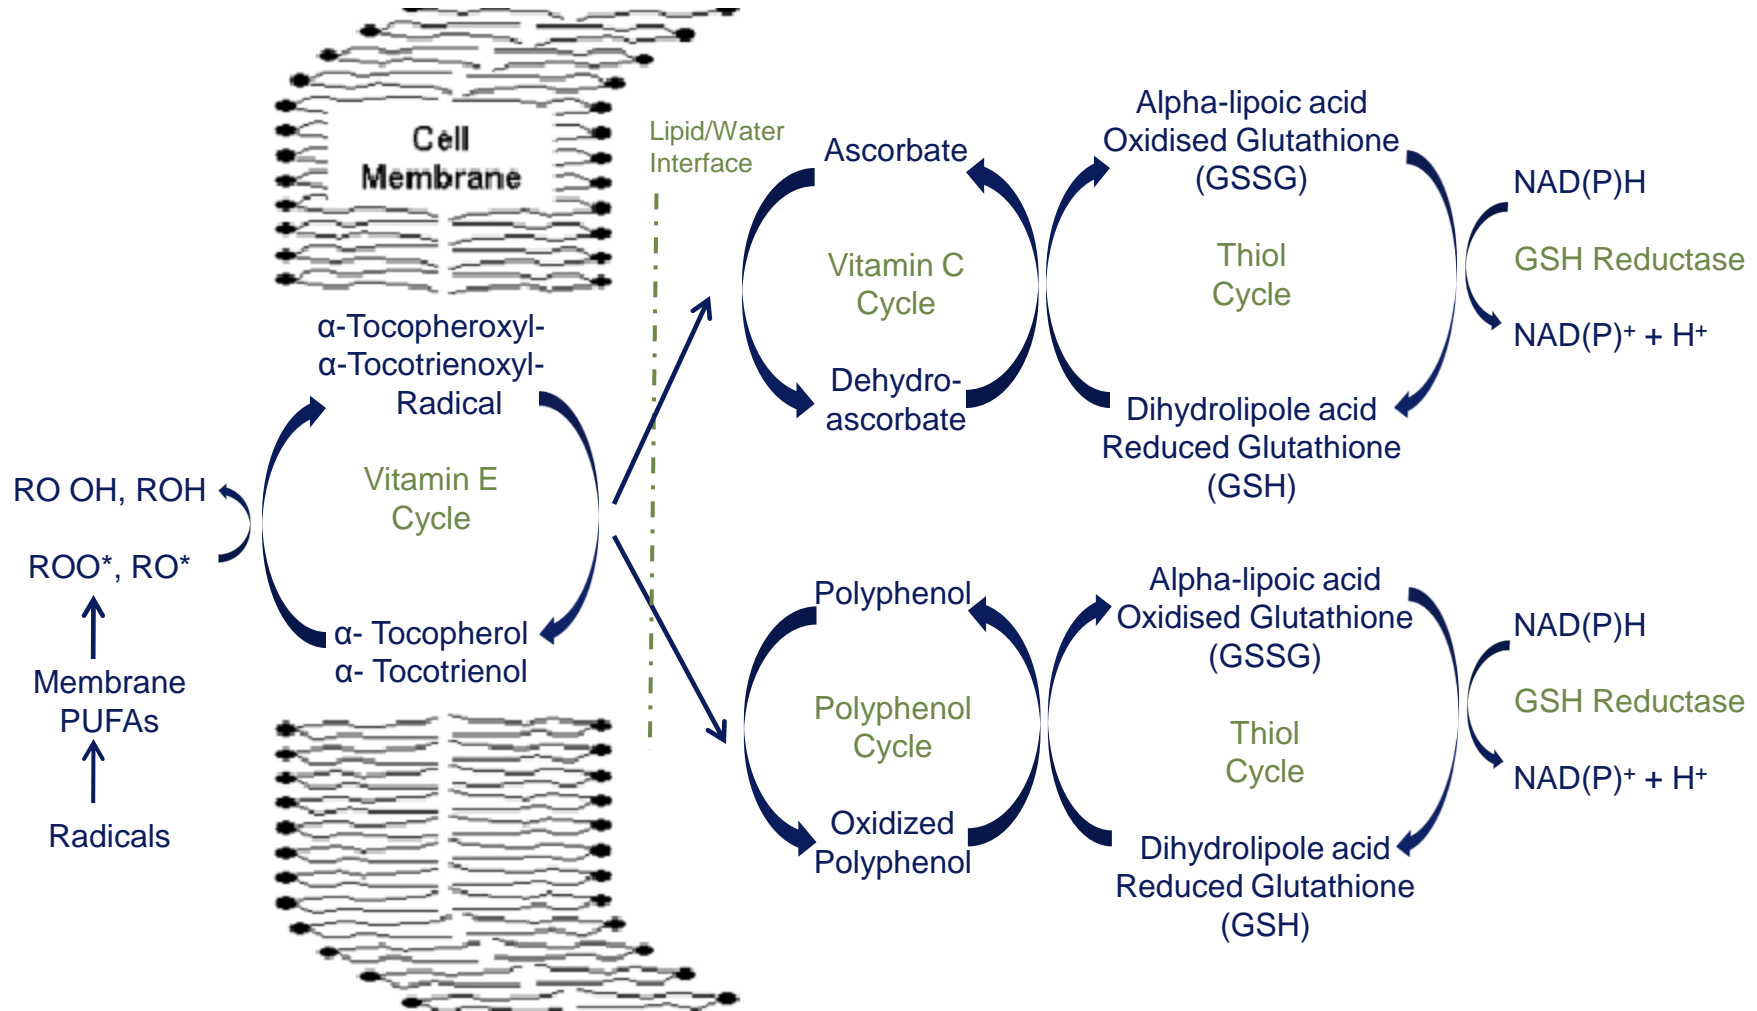 Cell
Membrane
Lipid/Water
Interface
α-Tocopheroxyl-
α-Tocotrienoxyl-
Radical
Vitamin E
Cycle
α- Tocopherol
α- Tocotrienol
RO OH, ROH
ROO*, RO*
Membrane
PUFAs
Radicals
Ascorbate
Vitamin C
Cycle
Dehydro-
ascorbate
Alpha-lipoic acid
Oxidised Glutathione
(GSSG)
Thiol
Cycle
Dihydrolipole acid
Reduced Glutathione
(GSH)
NAD(P)H
GSH Reductase
NAD(P)⁺ + H⁺
Polyphenol
Polyphenol
Cycle
Oxidized
Polyphenol
Alpha-lipoic acid
Oxidised Glutathione
(GSSG)
Thiol
Cycle
Dihydrolipole acid
Reduced Glutathione
(GSH)
NAD(P)H
GSH Reductase
NAD(P)⁺ + H⁺